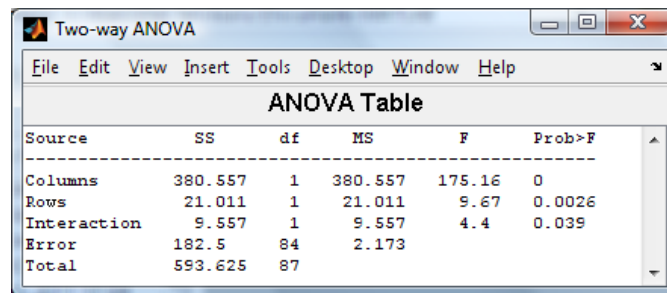 Two-way ANOVA
File Edit View Insert Tools Desktop Window Help
ANOVA Table
Source SS df MS F Prob>F
Columns 380.557 1 380.557 175.16 0
Rows 21.011 1 21.011 9.67 0.0026
Interaction 9.557 1 9.557 4.4 0.039
Error 182.5 84 2.173
Total 593.625 87